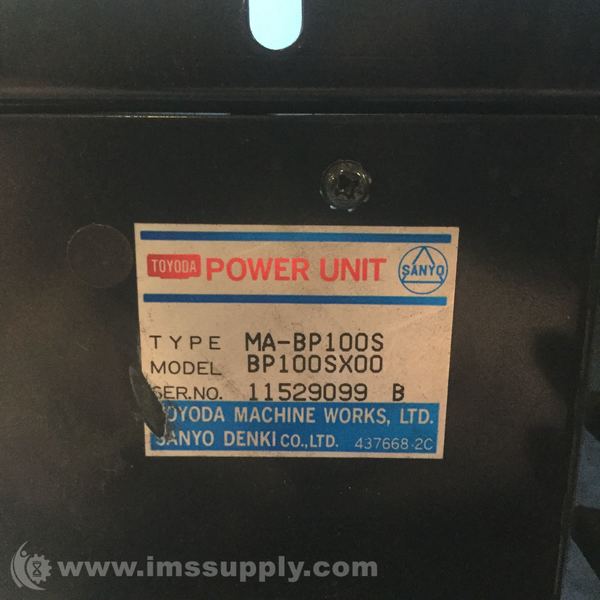 TOYODA POWER UNIT SANYO
TYPE MA-BP100S
MODEL BP100SX00
SER.NO. 11529099 B
TOYODA MACHINE WORKS, LTD.
SANYO DENKI CO.,LTD. 437668-2C
www.imssupply.com